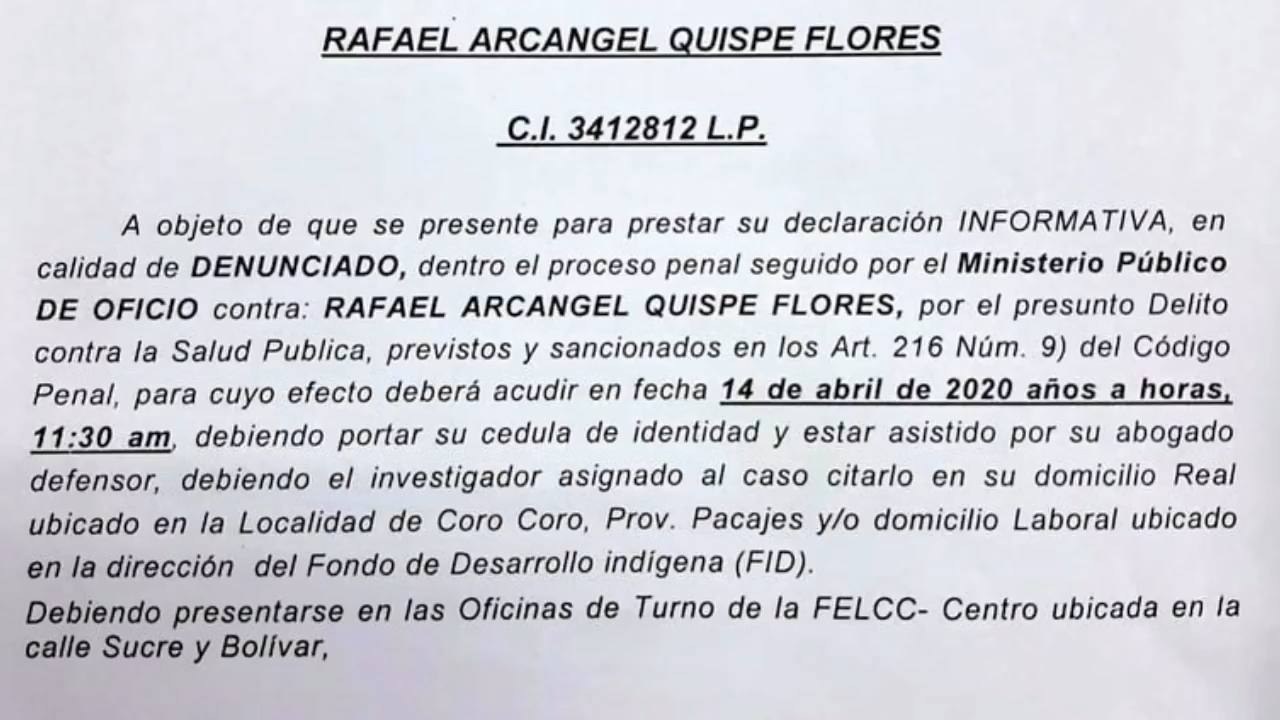 RAFAEL ARCANGEL QUISPE FLORES
C.I. 3412812 L.P.
A objeto de que se presente para prestar su declaración INFORMATIVA, en
calidad de DENUNCIADO, dentro el proceso penal seguido por el Ministerio Público
DE OFICIO contra: RAFAEL ARCANGEL QUISPE FLORES, por el presunto Delito
contra la Salud Publica, previstos y sancionados en los Art. 216 Núm. 9) del Código
Penal, para cuyo efecto deberá acudir en fecha 14 de abril de 2020 años a horas,
11:30 am, debiendo portar su cedula de identidad y estar asistido por su abogado
defensor, debiendo el investigador asignado al caso citarlo en su domicilio Real
ubicado en la Localidad de Coro Coro, Prov. Pacajes y/o domicilio Laboral ubicado
en la dirección del Fondo de Desarrollo indígena (FID).
Debiendo presentarse en las Oficinas de Turno de la FELCC- Centro ubicada en la
calle Sucre y Bolívar,